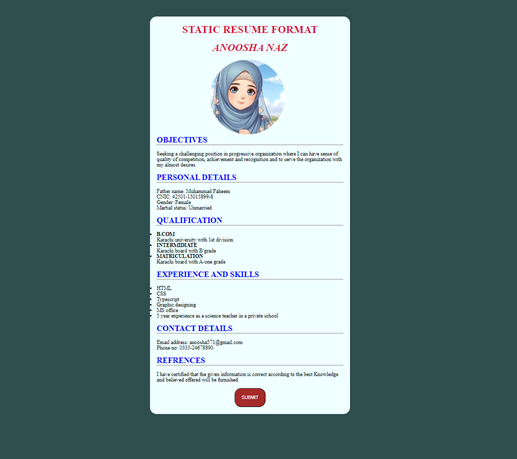 STATIC RESUME FORMAT
ANOOSHA NAZ
OBJECTIVES
Seeking a challenging position in progressive organization where I can have sense of
quality of competition, achievement and recognition and to serve the organization with
my almost desires
PERSONAL DETAILS
Father name: Muhammad Faheem
CNIC: 42501-15015899-8
Gender: Female
Martial status: Unmarried
QUALIFICATION
B.COM
Karachi university with 1st division
INTERMIDIATE
Karachi board with B grade
MATRICULATION
Karachi board with A-one grade
EXPERIENCE AND SKILLS
HTML
CSS
Typescript
Graphic designing
MS office
5 year experience as a science teacher in a private school
CONTACT DETAILS
Email address: anoosha571@gmail.com
Phone no: 0333-24678890
REFRENCES
I have certified that the given information is correct according to the best Knowledge
and believed offered will be furnished
SUBMIT